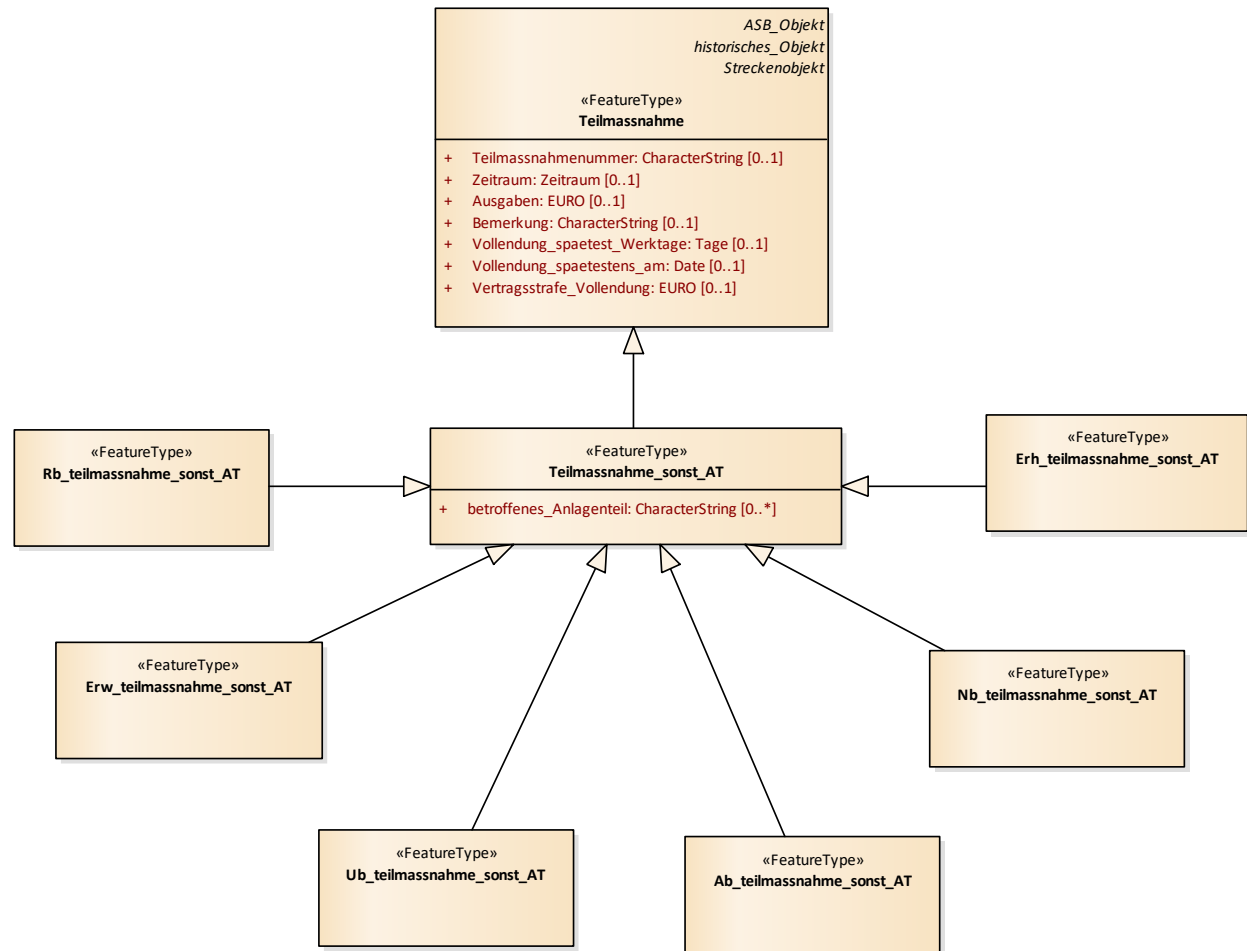 ASB_Objekt
historisches_Objekt
Streckenobjekt
«FeatureType»
Teilmassnahme
+ Teilmassnahmenummer: CharacterString [0..1]
+ Zeitraum: Zeitraum [0..1]
+ Ausgaben: EURO [0..1]
+ Bemerkung: CharacterString [0..1]
+ Vollendung_spaetest_Werktage: Tage [0..1]
+ Vollendung_spaetestens_am: Date [0..1]
+ Vertragsstrafe_Vollendung: EURO [0..1]
«FeatureType»
Rb_teilmassnahme_sonst_AT
«FeatureType»
Teilmassnahme_sonst_AT
+ betroffenes_Anlagenteil: CharacterString [0..*]
«FeatureType»
Erh_teilmassnahme_sonst_AT
«FeatureType»
Erw_teilmassnahme_sonst_AT
«FeatureType»
Nb_teilmassnahme_sonst_AT
«FeatureType»
Ub_teilmassnahme_sonst_AT
«FeatureType»
Ab_teilmassnahme_sonst_AT